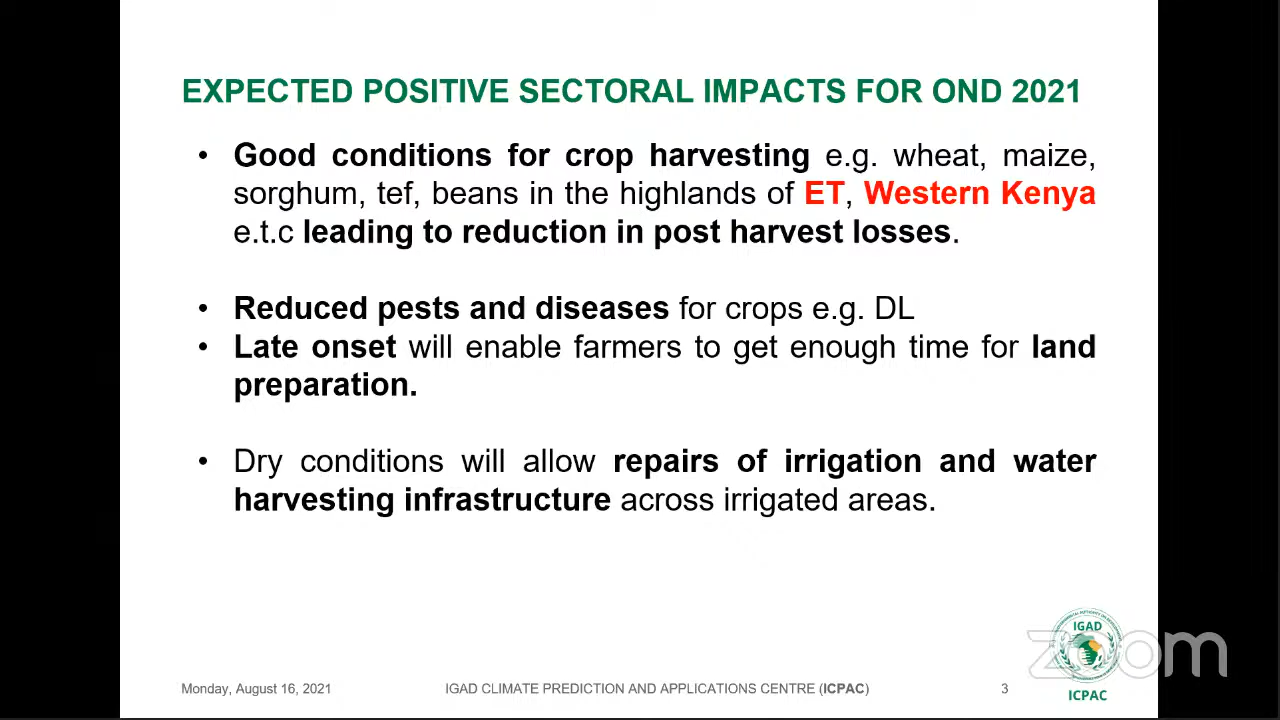 EXPECTED POSITIVE SECTORAL IMPACTS FOR OND 2021
• Good conditions for crop harvesting e.g. wheat, maize,
sorghum, tef, beans in the highlands of ET, Western Kenya
e.t.c leading to reduction in post harvest losses.
• Reduced pests and diseases for crops e.g. DL
• Late onset will enable farmers to get enough time for land
preparation.
• Dry conditions will allow repairs of irrigation and water
harvesting infrastructure across irrigated areas.
IGAD
zoom
ICPAC
Monday, August 16, 2021
IGAD CLIMATE PREDICTION AND APPLICATIONS CENTRE (ICPAC)
3